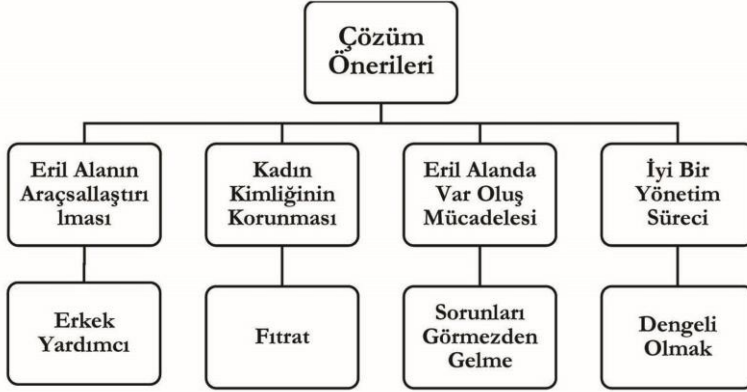 Çözüm
Önerileri
Eril Alanın
Araçsallaştırı
lması
Kadın
Kimliğinin
Korunması
Eril Alanda
Var Oluş
Mücadelesi
İyi Bir
Yönetim
Süreci
Erkek
Yardımcı
Fıtrat
Sorunları
Görmezden
Gelme
Dengeli
Olmak